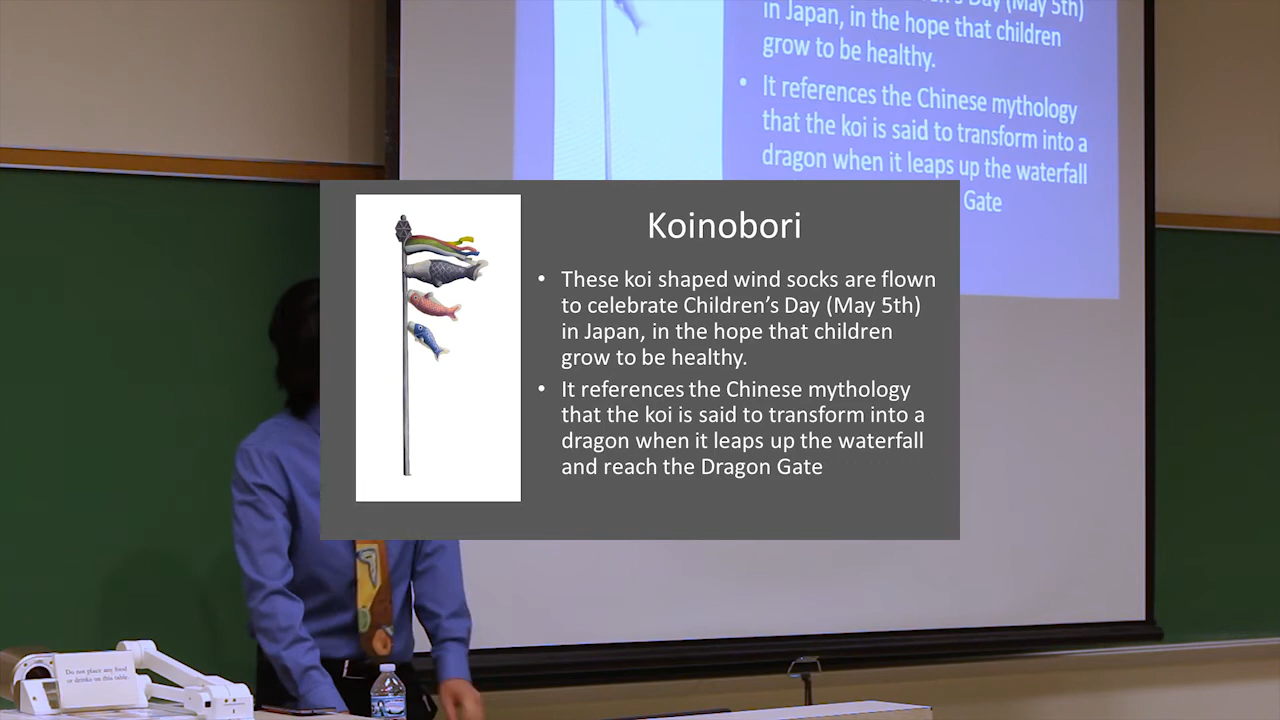 's Day (May 5th)
in Japan, in the hope that children
grow to be healthy.
• It references the Chinese mythology
that the koi is said to transform into a
dragon when it leaps up the waterfall
Gate
Koinobori
• These koi shaped wind socks are flown
to celebrate Children's Day (May 5th)
in Japan, in the hope that children
grow to be healthy.
• It references the Chinese mythology
that the koi is said to transform into a
dragon when it leaps up the waterfall
and reach the Dragon Gate
Do not place any food
or drinks on this table.